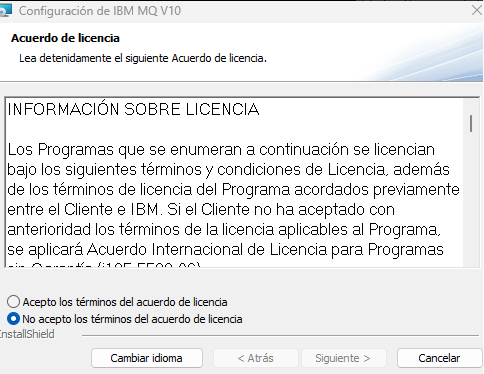 Configuración de IBM MQ V10
Acuerdo de licencia
Lea detenidamente el siguiente Acuerdo de licencia.
INFORMACIÓN SOBRE LICENCIA
Los Programas que se enumeran a continuación se licencian
bajo los siguientes términos y condiciones de Licencia, además
de los términos de licencia del Programa acordados previamente
entre el Cliente e IBM. Si el Cliente no ha aceptado con
anterioridad los términos de la licencia aplicables al Programa,
se aplicará Acuerdo Internacional de Licencia para Programas
sin Garantía
Acepto los términos del acuerdo de licencia
No acepto los términos del acuerdo de licencia
InstallShield
Cambiar idioma
< Atrás
Siguiente >
Cancelar